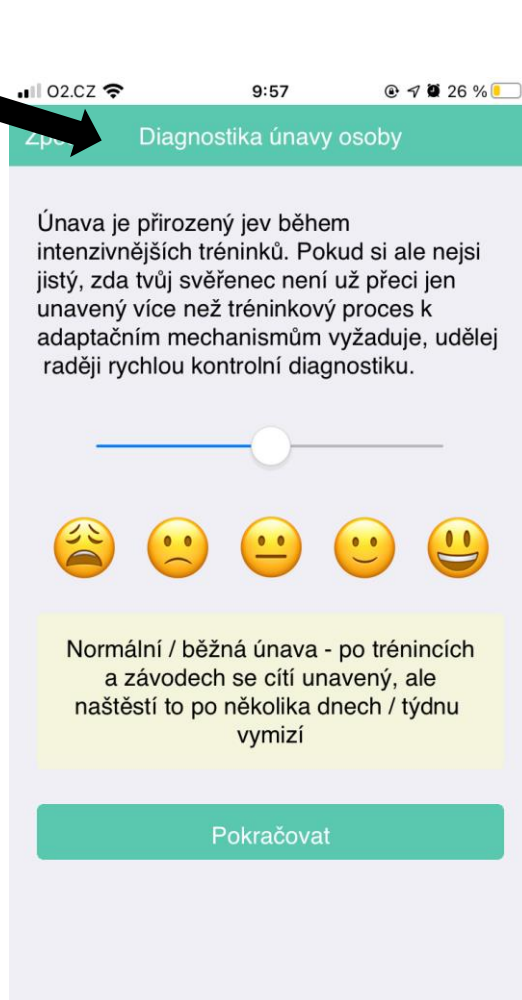 O2.CZ 9:57 26 %
Diagnostika únavy osoby
Únava je přirozený jev během
intenzivnějších tréninků. Pokud si ale nejsi
jistý, zda tvůj svěřenec není už přeci jen
unavený více než tréninkový proces k
adaptačním mechanismům vyžaduje, udělej
raději rychlou kontrolní diagnostiku.
Normální / běžná únava - po trénincích
a závodech se cítí unavený, ale
naštěstí to po několika dnech / týdnu
vymizí
Pokračovat